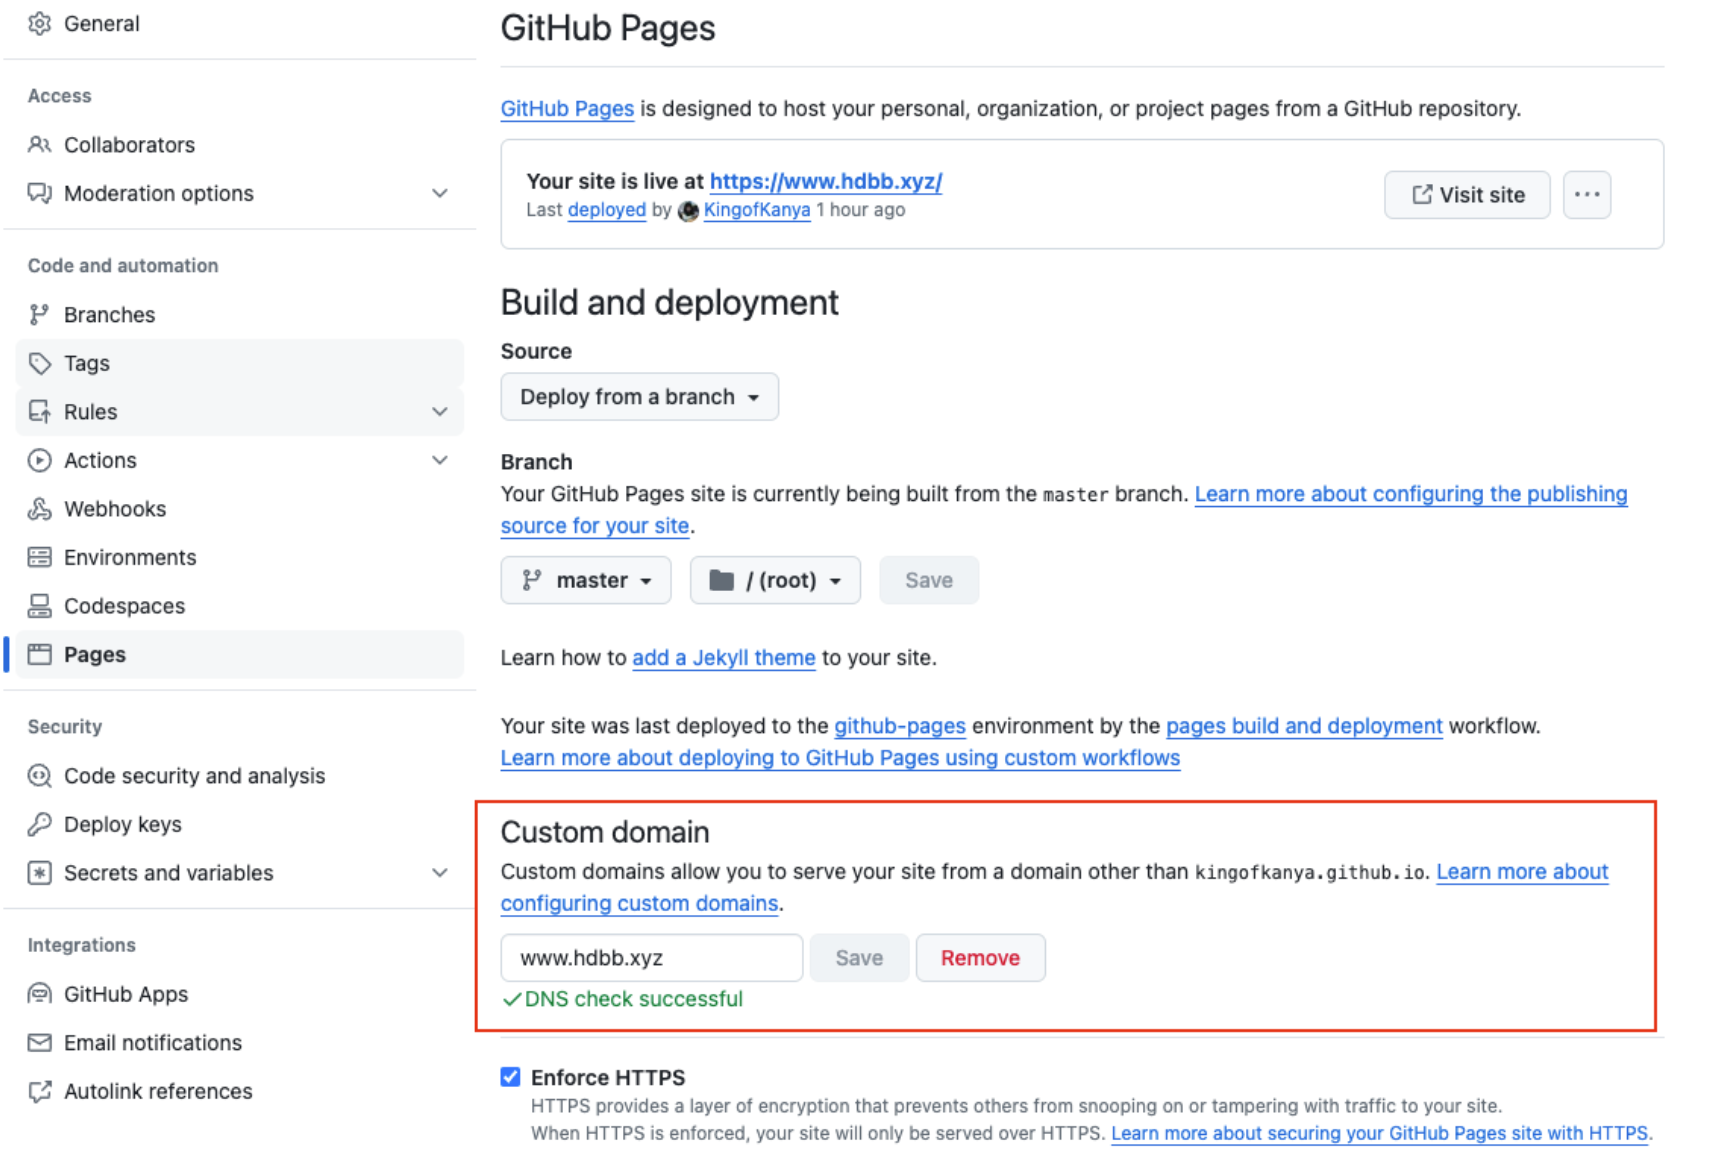 General
Access
Collaborators
Moderation options
Code and automation
Branches
Tags
Rules
Actions
Webhooks
Environments
Codespaces
Pages
Security
Code security and analysis
Deploy keys
Secrets and variables
Integrations
GitHub Apps
Email notifications
Autolink references
GitHub Pages
GitHub Pages is designed to host your personal, organization, or project pages from a GitHub repository.
Your site is live at https://www.hdbb.xyz/
Last deployed by KingofKanya 1 hour ago
Visit site
Build and deployment
Source
Deploy from a branch
Branch
Your GitHub Pages site is currently being built from the master branch. Learn more about configuring the publishing
source for your site.
master / (root) Save
Learn how to add a Jekyll theme to your site.
Your site was last deployed to the github-pages environment by the pages build and deployment workflow.
Learn more about deploying to GitHub Pages using custom workflows
Custom domain
Custom domains allow you to serve your site from a domain other than kingofkanya.github.io. Learn more about
configuring custom domains.
www.hdbb.xyz Save Remove
DNS check successful
Enforce HTTPS
HTTPS provides a layer of encryption that prevents others from snooping on or tampering with traffic to your site.
When HTTPS is enforced, your site will only be served over HTTPS. Learn more about securing your GitHub Pages site with HTTPS.